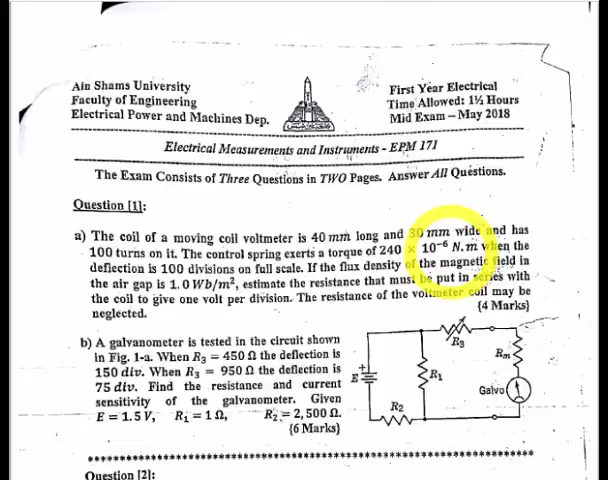 Ain Shams University
Faculty of Engineering
Electrical Power and Machines Dep.
First Year Electrical
Time Allowed: 1½ Hours
Mid Exam – May 2018
Electrical Measurements and Instruments - EPM 171
The Exam Consists of Three Questions in TWO Pages. Answer All Questions.
Question [1]:
a) The coil of a moving coil voltmeter is 40 mm long and 30 mm wide and has
100 turns on it. The control spring exerts a torque of 240 × 10⁻⁶ N.m when the
deflection is 100 divisions on full scale. If the flux density of the magnetic field in
the air gap is 1.0 Wb/m², estimate the resistance that must be put in series with
the coil to give one volt per division. The resistance of the voltmeter coil may be
neglected.
{4 Marks}
b) A galvanometer is tested in the circuit shown
in Fig. 1-a. When R₃ = 450 Ω the deflection is
150 div. When R₃ = 950 Ω the deflection is
75 div. Find the resistance and current
sensitivity of the galvanometer. Given
E = 1.5 V, R₁ = 1 Ω, R₂ = 2,500 Ω.
{6 Marks}
R₃
Rₘ
E
R₁
Galvo
R₂
************************************************************
Question [2]: